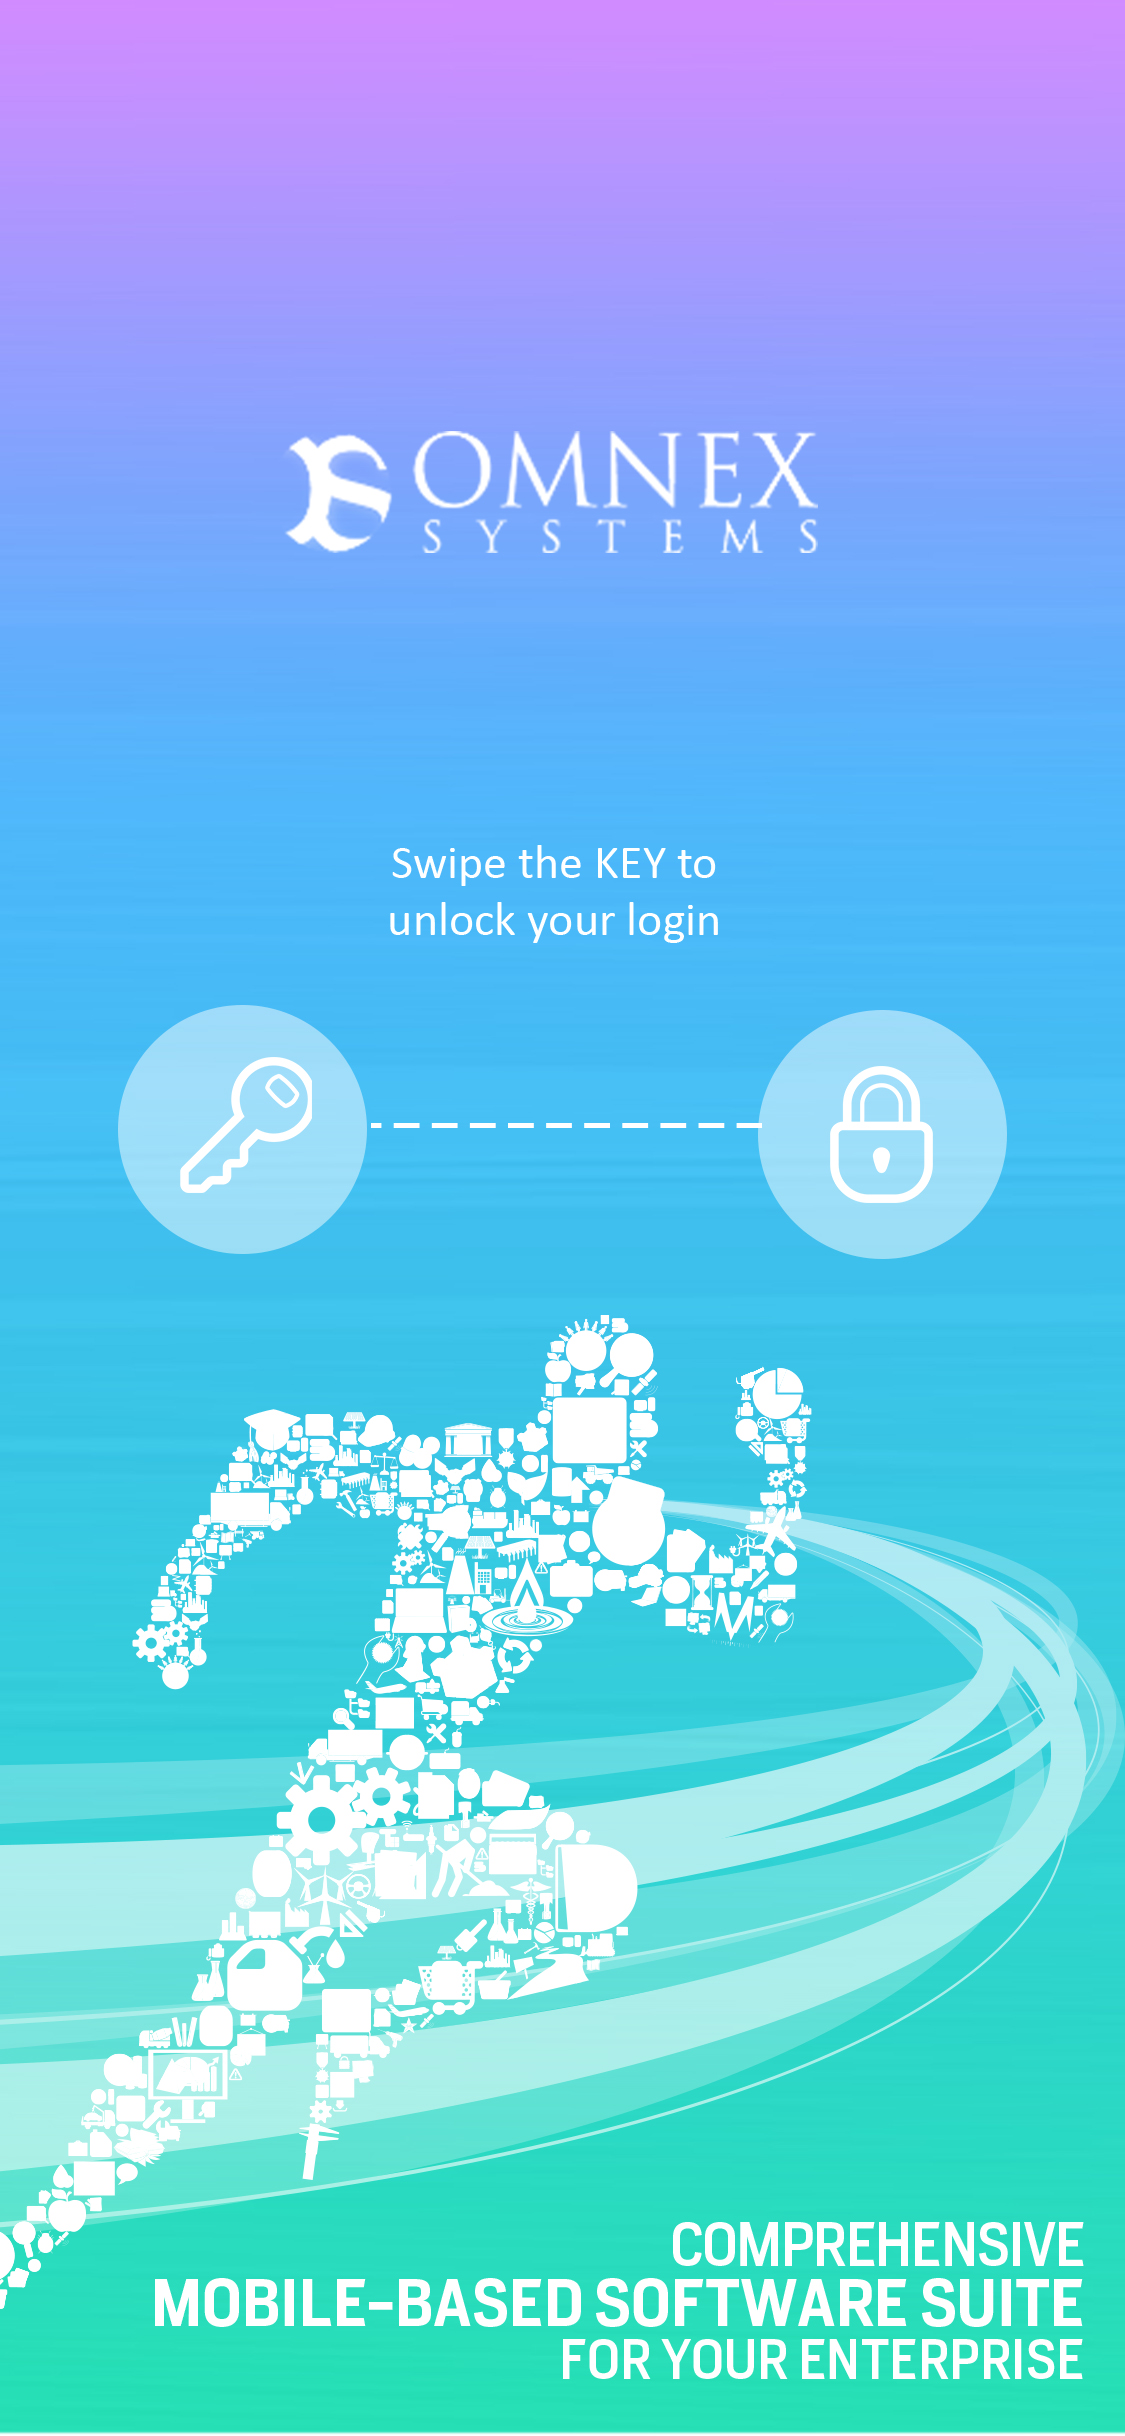 OMNEX
SYSTEMS
Swipe the KEY to
unlock your login
COMPREHENSIVE
MOBILE-BASED SOFTWARE SUITE
FOR YOUR ENTERPRISE